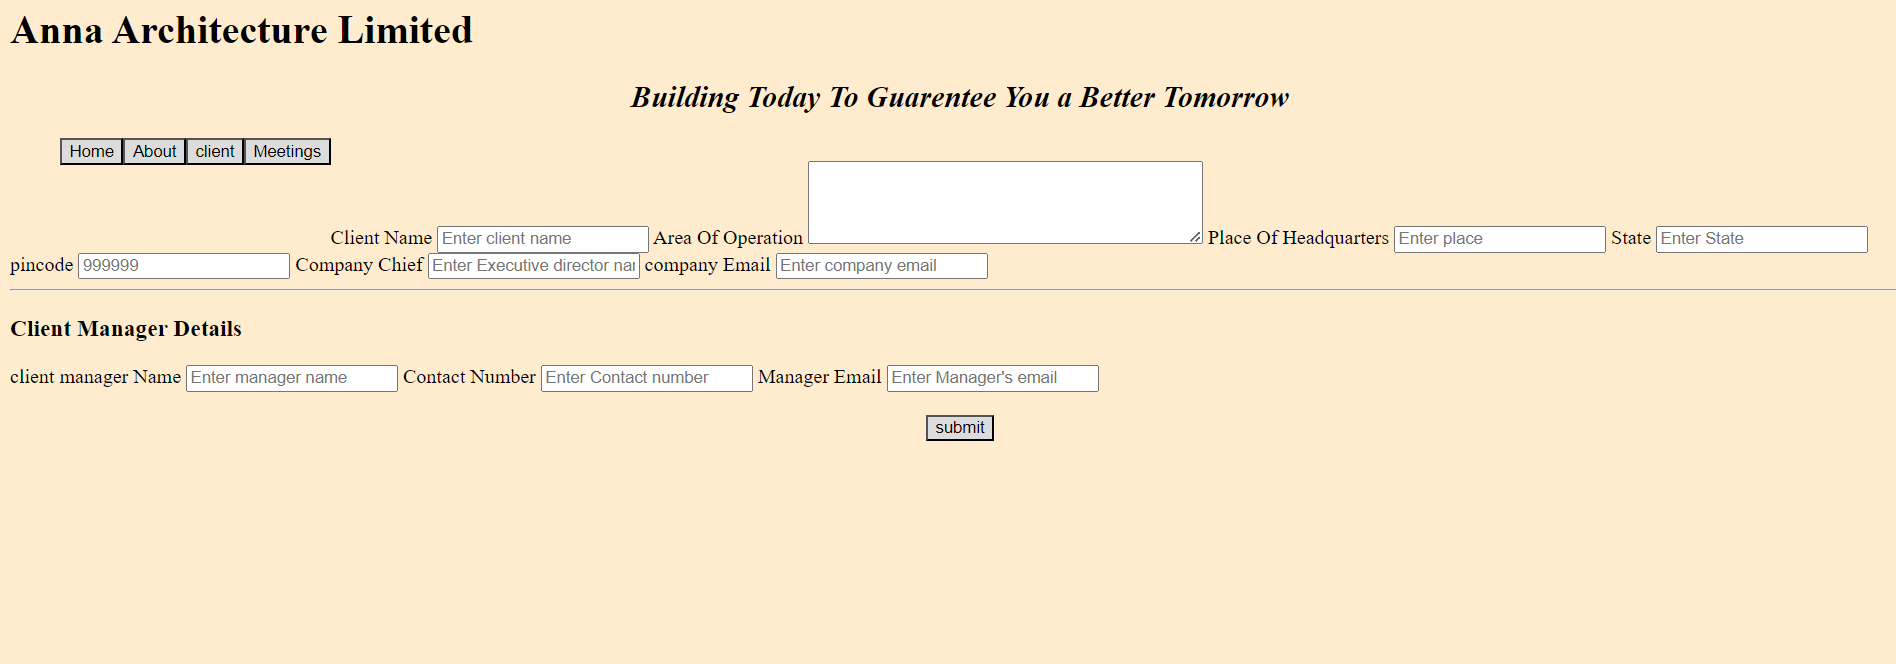 Anna Architecture Limited
Building Today To Guarentee You a Better Tomorrow
Home About client Meetings
Client Name Enter client name Area Of Operation Place Of Headquarters Enter place State Enter State
pincode 999999 Company Chief Enter Executive director nar company Email Enter company email
Client Manager Details
client manager Name Enter manager name Contact Number Enter Contact number Manager Email Enter Manager's email
submit